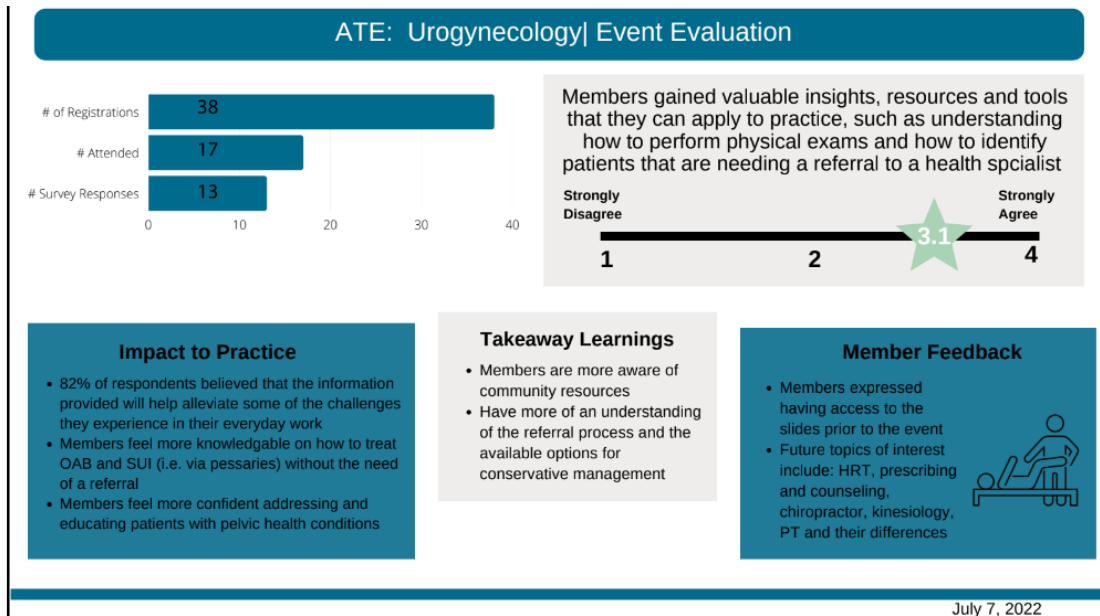 ATE:  Urogynecology| Event Evaluation
# of Registrations
38
# Attended
17
# Survey Responses
13
0
10
20
30
40
Members gained valuable insights, resources and tools
that they can apply to practice, such as understanding
how to perform physical exams and how to identify
patients that are needing a referral to a health spcialist
Strongly
Disagree
Strongly
Agree
3.1
1
2
4
Impact to Practice
• 82% of respondents believed that the information
provided will help alleviate some of the challenges
they experience in their everyday work
• Members feel more knowledgable on how to treat
OAB and SUI (i.e. via pessaries) without the need
of a referral
• Members feel more confident addressing and
educating patients with pelvic health conditions
Takeaway Learnings
• Members are more aware of
community resources
• Have more of an understanding
of the referral process and the
available options for
conservative management
Member Feedback
• Members expressed
having access to the
slides prior to the event
• Future topics of interest
include: HRT, prescribing
and counseling,
chiropractor, kinesiology,
PT and their differences
July 7, 2022